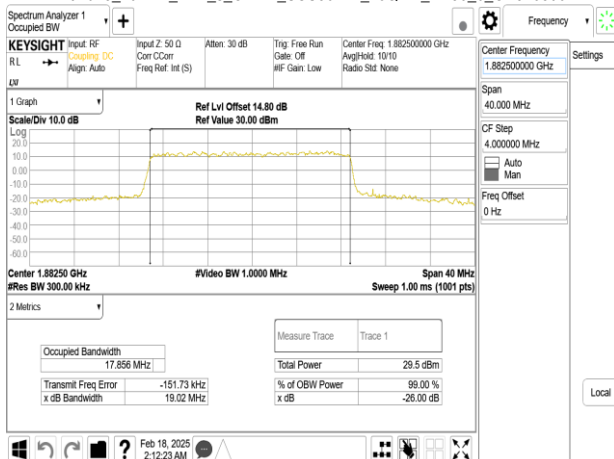 Spectrum Analyzer 1
Occupied BW
Frequency
KEYSIGHT
R L
Input: RF
Coupling: DC
Align: Auto
Input Z: 50 Ω
Corr CCorr
Freq Ref: Int (S)
Atten: 30 dB
Trig: Free Run
Gate: Off
#IF Gain: Low
Center Freq: 1.882500000 GHz
Avg|Hold: 10/10
Radio Std: None
LXI
Center Frequency
1.882500000 GHz
Settings
Span
40.000 MHz
CF Step
4.000000 MHz
Auto
Man
Freq Offset
0 Hz
1 Graph
Scale/Div 10.0 dB
Ref Lvl Offset 14.80 dB
Ref Value 30.00 dBm
Log
20.0
10.0
0.00
-10.0
-20.0
-30.0
-40.0
-50.0
-60.0
Center 1.88250 GHz
#Res BW 300.00 kHz
#Video BW 1.0000 MHz
Span 40 MHz
Sweep 1.00 ms (1001 pts)
2 Metrics
Measure Trace Trace 1
Occupied Bandwidth
17.856 MHz
Total Power 29.5 dBm
Transmit Freq Error -151.73 kHz
% of OBW Power 99.00 %
x dB Bandwidth 19.02 MHz
x dB -26.00 dB
Local
Feb 18, 2025
2:12:23 AM